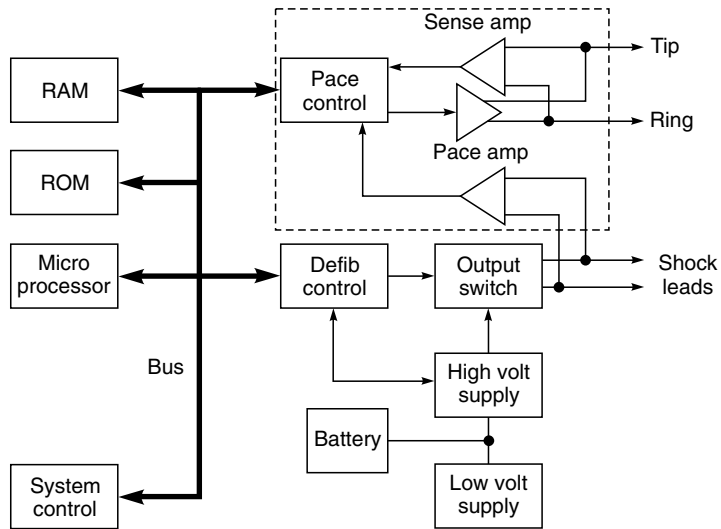 Sense amp
Tip
RAM
Pace
control
Ring
ROM
Pace amp
Micro
processor
Defib
control
Output
switch
Shock
leads
Bus
High volt
supply
Battery
System
control
Low volt
supply